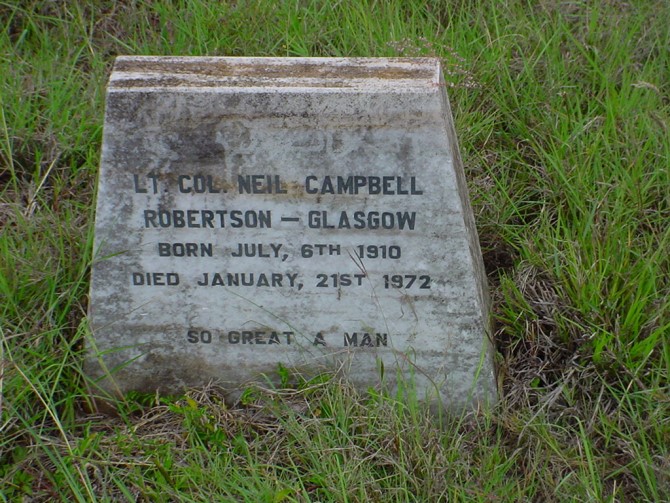 LT. COL. NEIL CAMPBELL
ROBERTSON — GLASGOW
BORN JULY, 6TH 1910
DIED JANUARY, 21ST 1972
SO GREAT A MAN